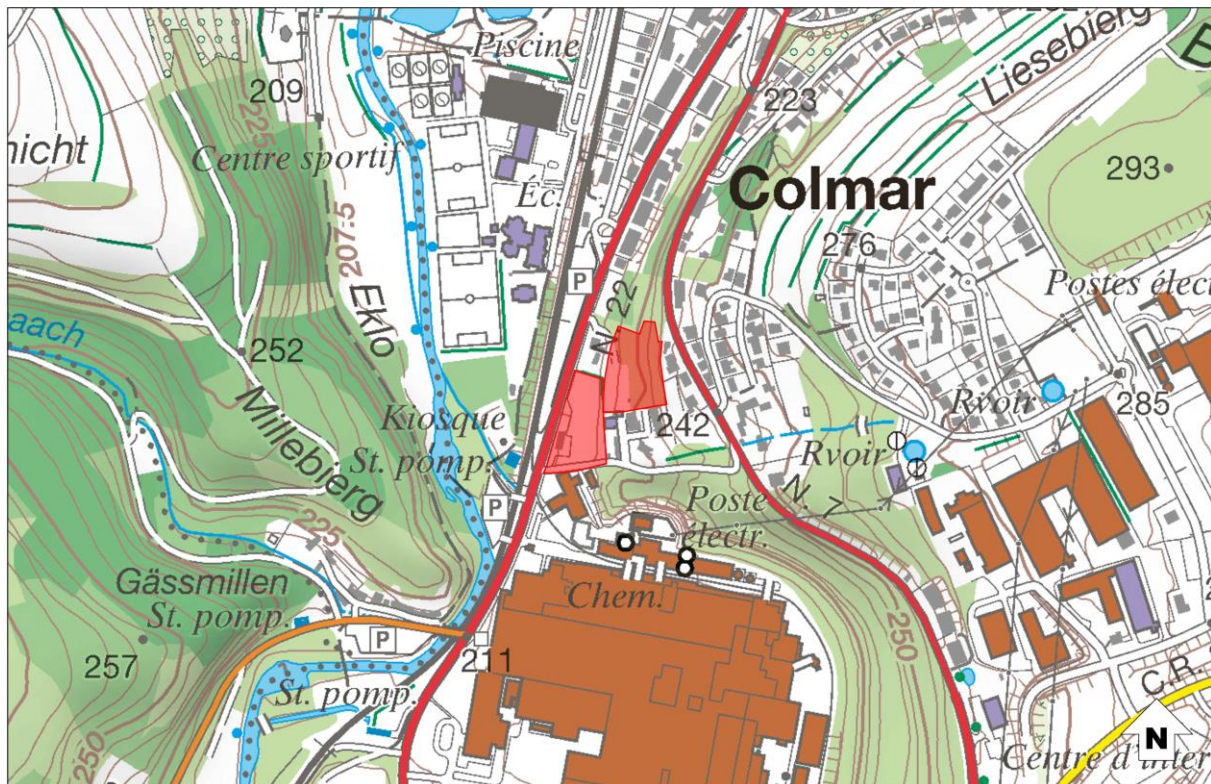 Piscine
209
225
Centre sportif
Éc.
223
Colmar
Liesebierg
293
276
Postes élect
207.5
Eklo
P
N. 22
aach
252
Millebierg
Kiosque
St. pomp.
242
Rvoir
285
Rvoir
N. 7
P
Poste
électr.
225
Gässmillen
St. pomp.
Chem.
P
257
211
250
St. pomp.
250
C.R.
N
Centre d'inter